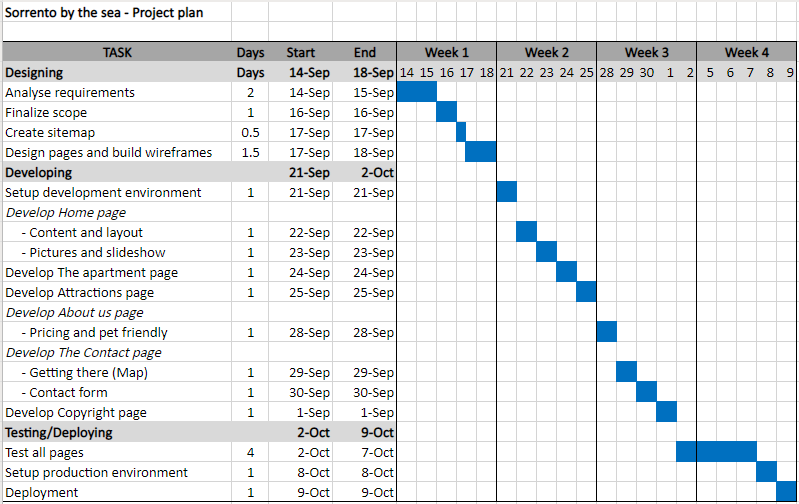 Sorrento by the sea - Project plan
TASK Days Start End Week 1 Week 2 Week 3 Week 4
Designing Days 14-Sep 18-Sep 14 15 16 17 18 21 22 23 24 25 28 29 30 1 2 5 6 7 8 9
Analyse requirements 2 14-Sep 15-Sep
Finalize scope 1 16-Sep 16-Sep
Create sitemap 0.5 17-Sep 17-Sep
Design pages and build wireframes 1.5 17-Sep 18-Sep
Developing 21-Sep 2-Oct
Setup development environment 1 21-Sep 21-Sep
Develop Home page
- Content and layout 1 22-Sep 22-Sep
- Pictures and slideshow 1 23-Sep 23-Sep
Develop The apartment page 1 24-Sep 24-Sep
Develop Attractions page 1 25-Sep 25-Sep
Develop About us page
- Pricing and pet friendly 1 28-Sep 28-Sep
Develop The Contact page
- Getting there (Map) 1 29-Sep 29-Sep
- Contact form 1 30-Sep 30-Sep
Develop Copyright page 1 1-Sep 1-Sep
Testing/Deploying 2-Oct 9-Oct
Test all pages 4 2-Oct 7-Oct
Setup production environment 1 8-Oct 8-Oct
Deployment 1 9-Oct 9-Oct